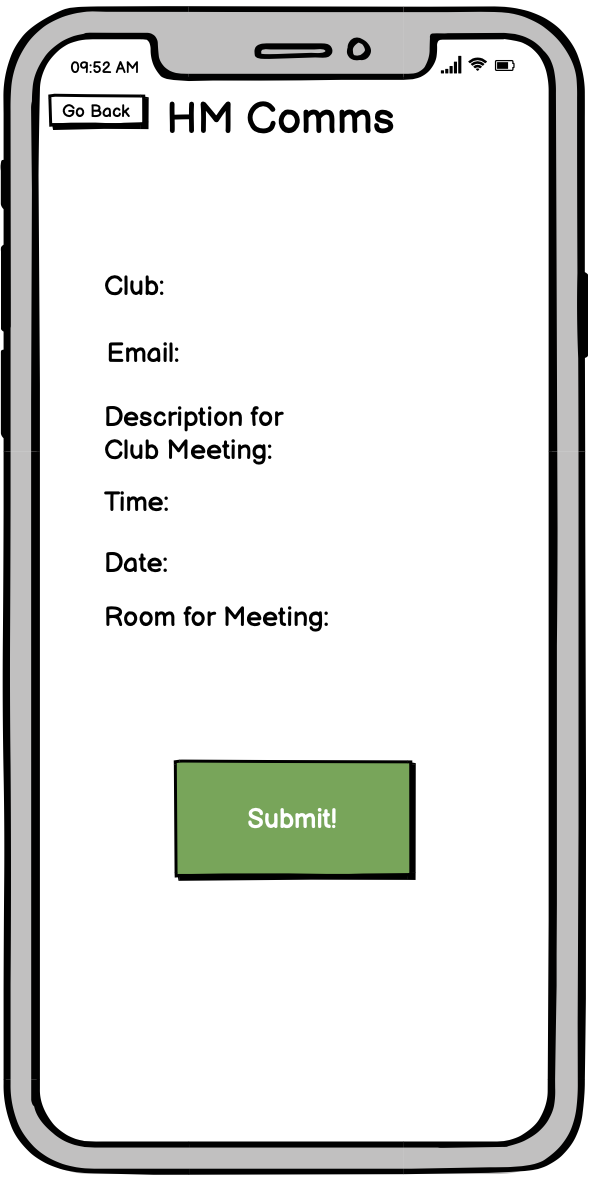 09:52 AM
Go Back
HM Comms
Club:
Email:
Description for
Club Meeting:
Time:
Date:
Room for Meeting:
Submit!